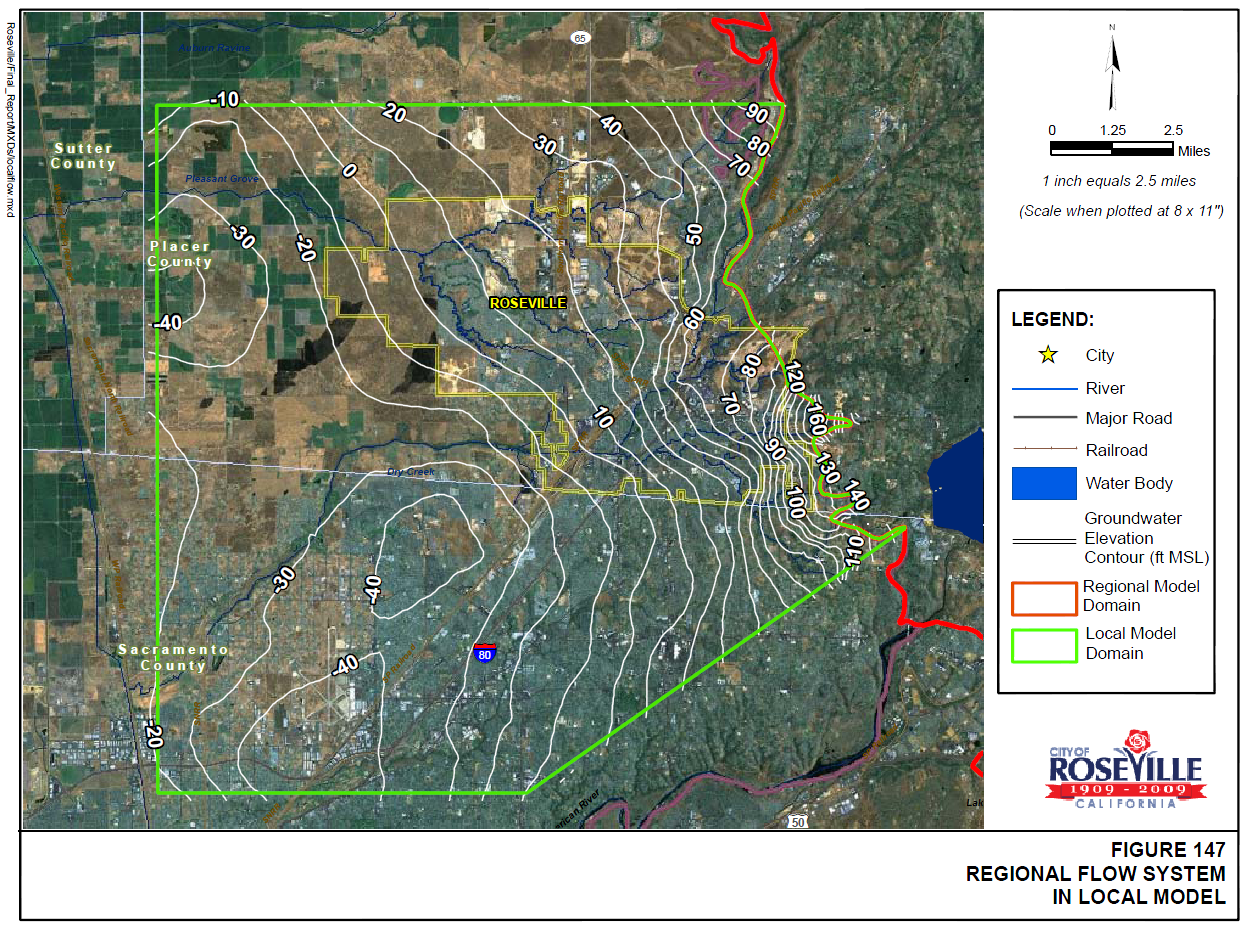 Roseville/Final_Report/MXDs/localflow.mxd
Auburn Ravine
65
-10
20
90
40
30
80
70
Sutter
County
0
Pleasant Grove
-30
-20
50
Placer
County
ROSEVILLE
-40
60
80
120
70
10
160
90
130
Dry Creek
140
100
110
-30
-40
Sacramento
County
-40
80
-20
50
N
0 1.25 2.5
Miles
1 inch equals 2.5 miles
(Scale when plotted at 8 x 11")
LEGEND:
City
River
Major Road
Railroad
Water Body
Groundwater
Elevation
Contour (ft MSL)
Regional Model
Domain
Local Model
Domain
CITY OF
ROSEVILLE
1909 - 2009
CALIFORNIA
FIGURE 147
REGIONAL FLOW SYSTEM
IN LOCAL MODEL